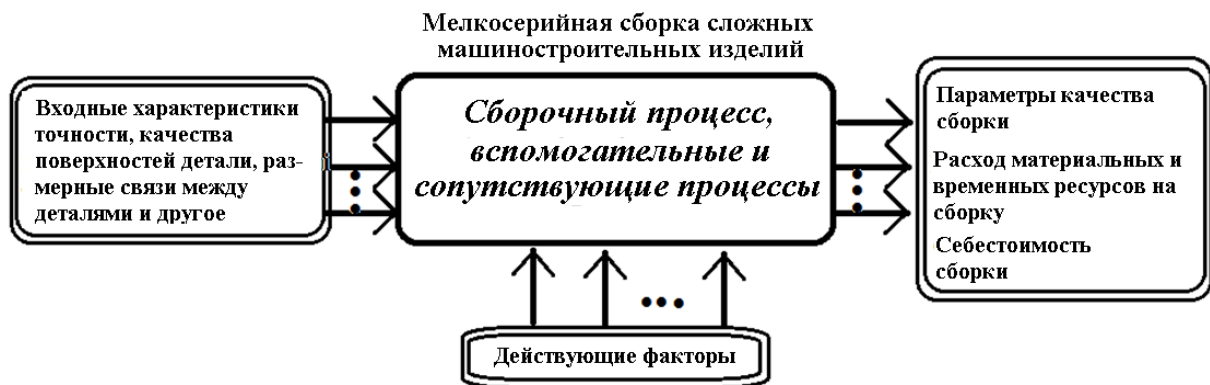 Мелкосерийная сборка сложных
машиностроительных изделий
Входные характеристики
точности, качества
поверхностей детали, раз-
мерные связи между
деталями и другое
Сборочный процесс,
вспомогательные и
сопутствующие процессы
Параметры качества
сборки
Расход материальных и
временных ресурсов на
сборку
Себестоимость
сборки
Действующие факторы